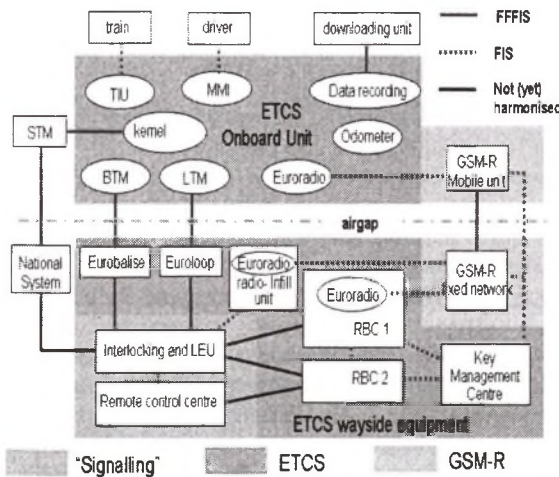 train
driver
downloading unit
FFFIS
FIS
Not (yet)
harmonised
TIU
MMI
Data recording
ETCS
Onboard Unit
STM
kernel
Odometer
BTM
LTM
Euroradio
GSM-R
Mobile unit
airgap
National
System
Eurobalise
Euroloop
Euroradio
radio- Infill
unit
GSM-R
xed network
Euroradio
RBC 1
Interlocking and LEU
RBC 2
Key
Management
Centre
Remote control centre
ETCS wayside equipment
"Signalling"
ETCS
GSM-R